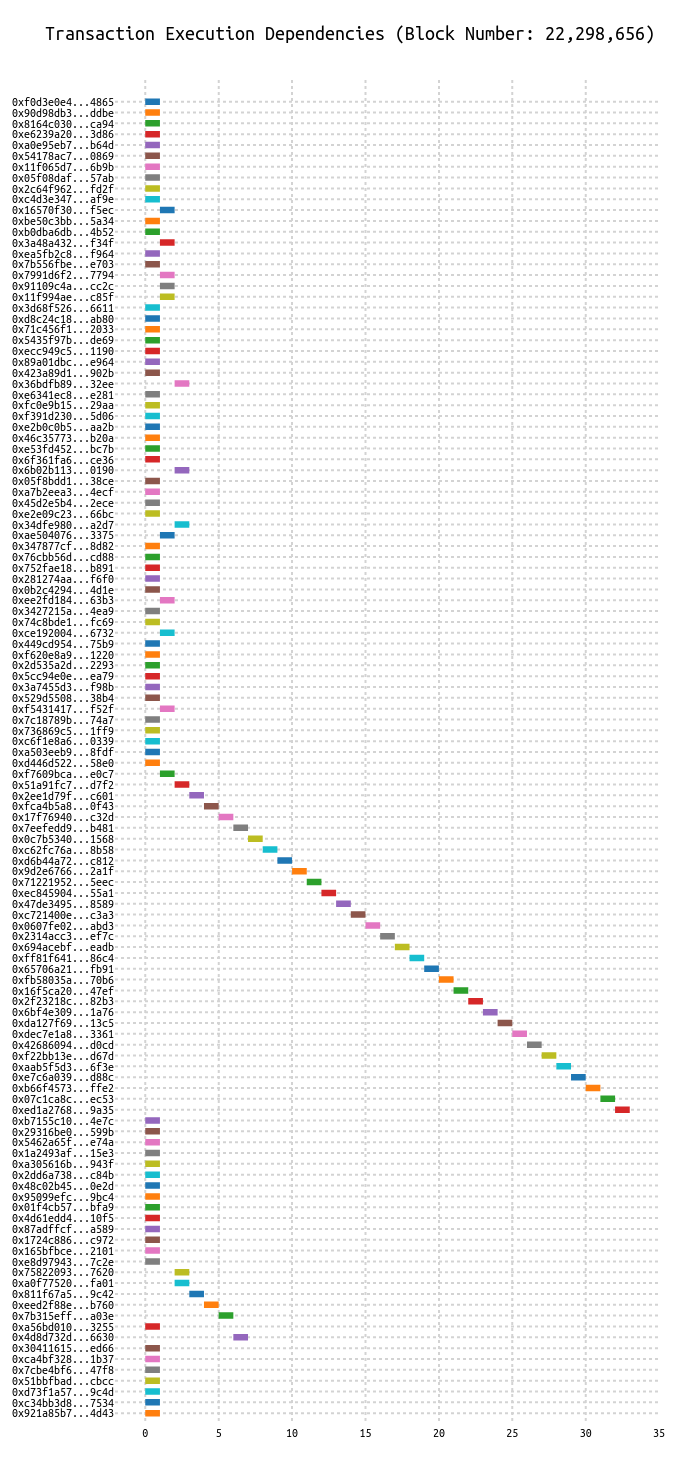 Transaction Execution Dependencies (Block Number: 22,298,656)
0xf0d3e0e4...4865
0x90d98db3...ddbe
0x8164c030...ca94
0xe6239a20...3d86
0xa0e95eb7...b64d
0x54178ac7...0869
0x11f065d7...6b9b
0x05f08daf...57ab
0x2c64f962...fd2f
0xc4d3e347...af9e
0x16570f30...f5ec
0xbe50c3bb...5a34
0xb0dba6db...4b52
0x3a48a432...f34f
0xea5fb2c8...f964
0x7b556fbe...e703
0x7991d6f2...7794
0x91109c4a...cc2c
0x11f994ae...c85f
0x3d68f526...6611
0xd8c24c18...ab80
0x71c456f1...2033
0x5435f97b...de69
0xecc949c5...1190
0x89a01dbc...e964
0x423a89d1...902b
0x36bdfb89...32ee
0xe6341ec8...e281
0xfc0e9b15...29aa
0xf391d230...5d06
0xe2b0c0b5...aa2b
0x46c35773...b20a
0xe53fd452...bc7b
0x6f361fa6...ce36
0x6b02b113...0190
0x05f8bdd1...38ce
0xa7b2eea3...4ecf
0x45d2e5b4...2ece
0xe2e09c23...66bc
0x34dfe980...a2d7
0xae504076...3375
0x347877cf...8d82
0x76cbb56d...cd88
0x752fae18...b891
0x281274aa...f6f0
0x0b2c4294...4d1e
0xee2fd184...63b3
0x3427215a...4ea9
0x74c8bde1...fc69
0xce192004...6732
0x449cd954...75b9
0xf620e8a9...1220
0x2d535a2d...2293
0x5cc94e0e...ea79
0x3a7455d3...f98b
0x529d5508...38b4
0xf5431417...f52f
0x7c18789b...74a7
0x736869c5...1ff9
0xc6f1e8a6...0339
0xa503eeb9...8fdf
0xd446d522...58e0
0xf7609bca...e0c7
0x51a91fc7...d7f2
0x2ee1d79f...c601
0xfca4b5a8...0f43
0x17f76940...c32d
0x7eefedd9...b481
0x0c7b5340...1568
0xc62fc76a...8b58
0xd6b44a72...c812
0x9d2e6766...2a1f
0x71221952...5eec
0xec845904...55a1
0x47de3495...8589
0xc721400e...c3a3
0x0607fe02...abd3
0x2314acc3...ef7c
0x694acebf...eadb
0xff81f641...86c4
0x65706a21...fb91
0xfb58035a...70b6
0x16f5ca20...47ef
0x2f23218c...82b3
0x6bf4e309...1a76
0xda127f69...13c5
0xdec7e1a8...3361
0x42686094...d0cd
0xf22bb13e...d67d
0xaab5f5d3...6f3e
0xe7c6a039...d88c
0xb66f4573...ffe2
0x07c1ca8c...ec53
0xed1a2768...9a35
0xb7155c10...4e7c
0x29316be0...599b
0x5462a65f...e74a
0x1a2493af...15e3
0xa305616b...943f
0x2dd6a738...c84b
0x48c02b45...0e2d
0x95099efc...9bc4
0x01f4cb57...bfa9
0x4d61edd4...10f5
0x87adffcf...a589
0x1724c886...c972
0x165bfbce...2101
0xe8d97943...7c2e
0x75822093...7620
0xa0f77520...fa01
0x811f67a5...9c42
0xeed2f88e...b760
0x7b315eff...a03e
0xa56bd010...3255
0x4d8d732d...6630
0x30411615...ed66
0xca4bf328...1b37
0x7cbe4bf6...47f8
0x51bbfbad...cbcc
0xd73f1a57...9c4d
0xc34bb3d8...7534
0x921a85b7...4d43
0 5 10 15 20 25 30 35